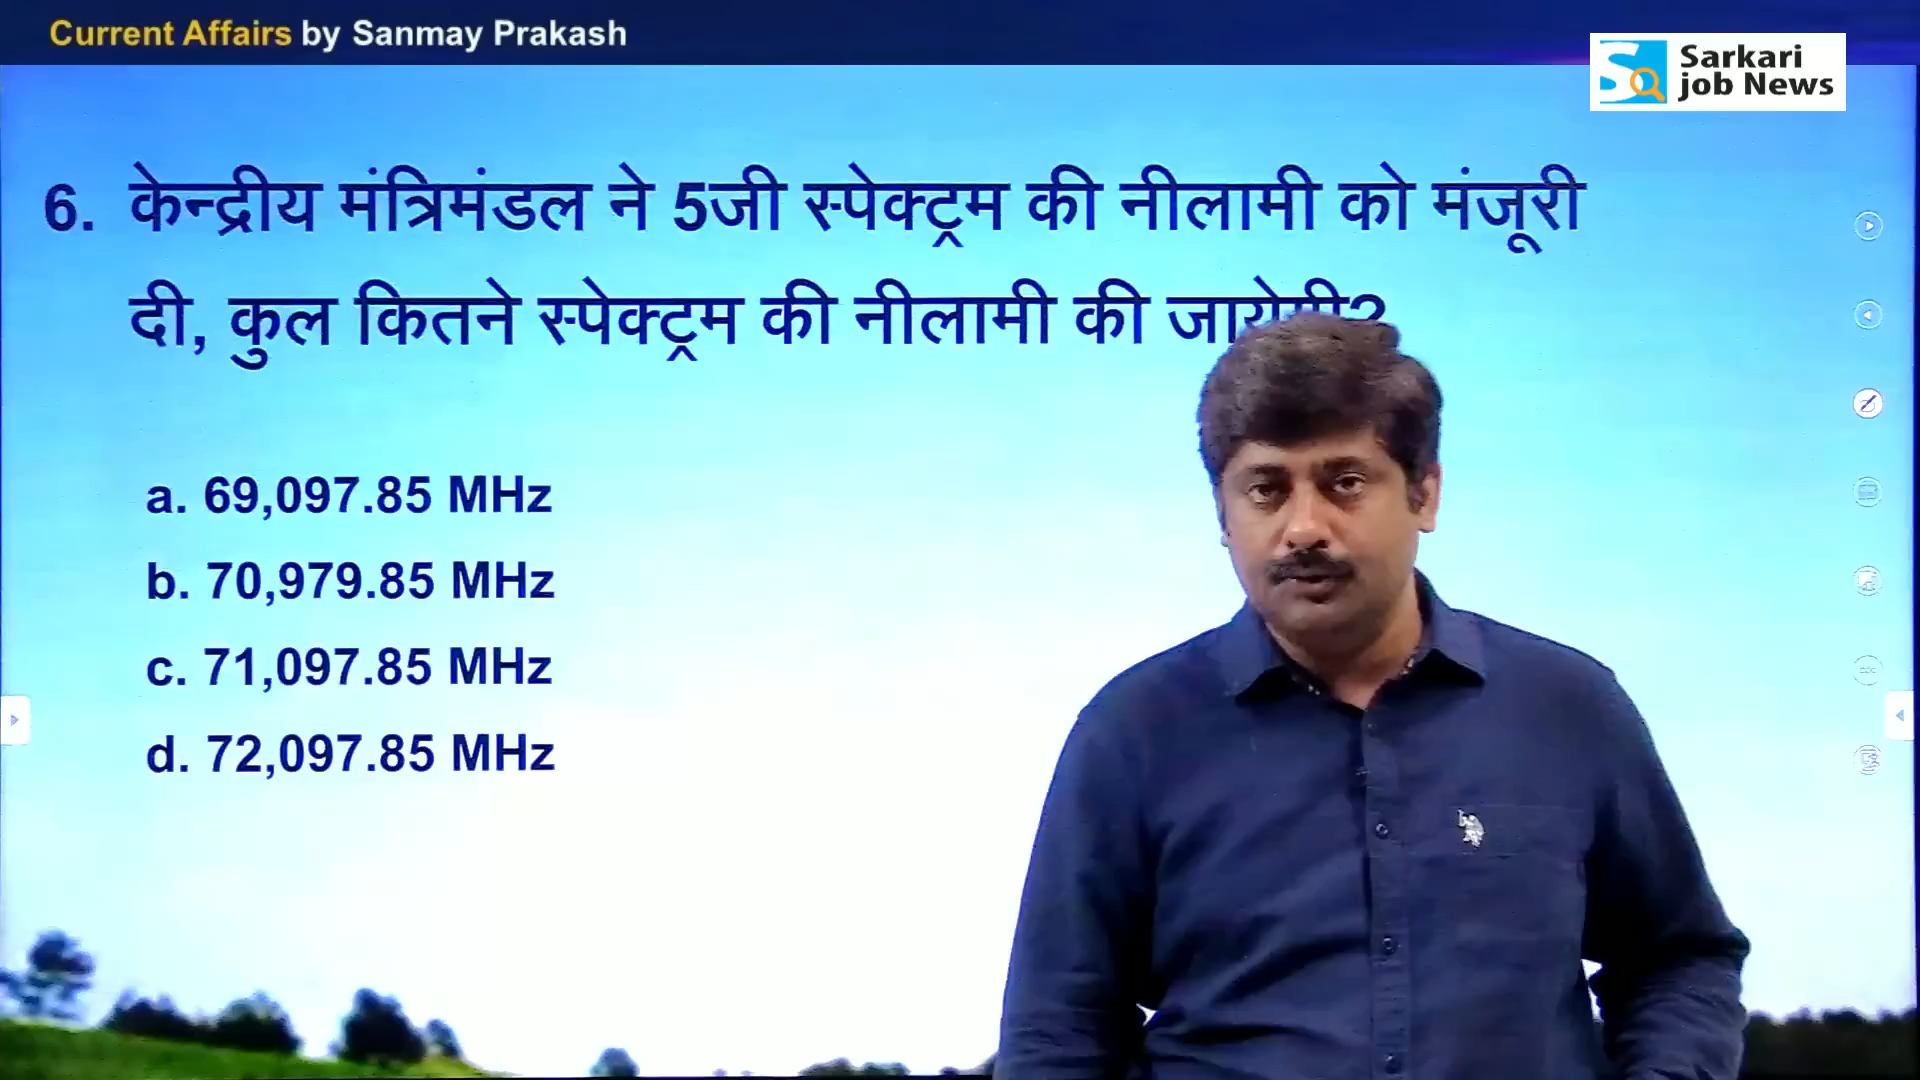 Current Affairs by Sanmay Prakash
Sarkari
Job News
6. केन्द्रीय मंत्रिमंडल ने 5जी स्पेक्ट्रम की नीलामी को मंजूरी
दी, कुल कितने स्पेक्ट्रम की नीलामी की जायेगी?
a. 69,097.85 MHz
b. 70,979.85 MHz
c. 71,097.85 MHz
d. 72,097.85 MHz